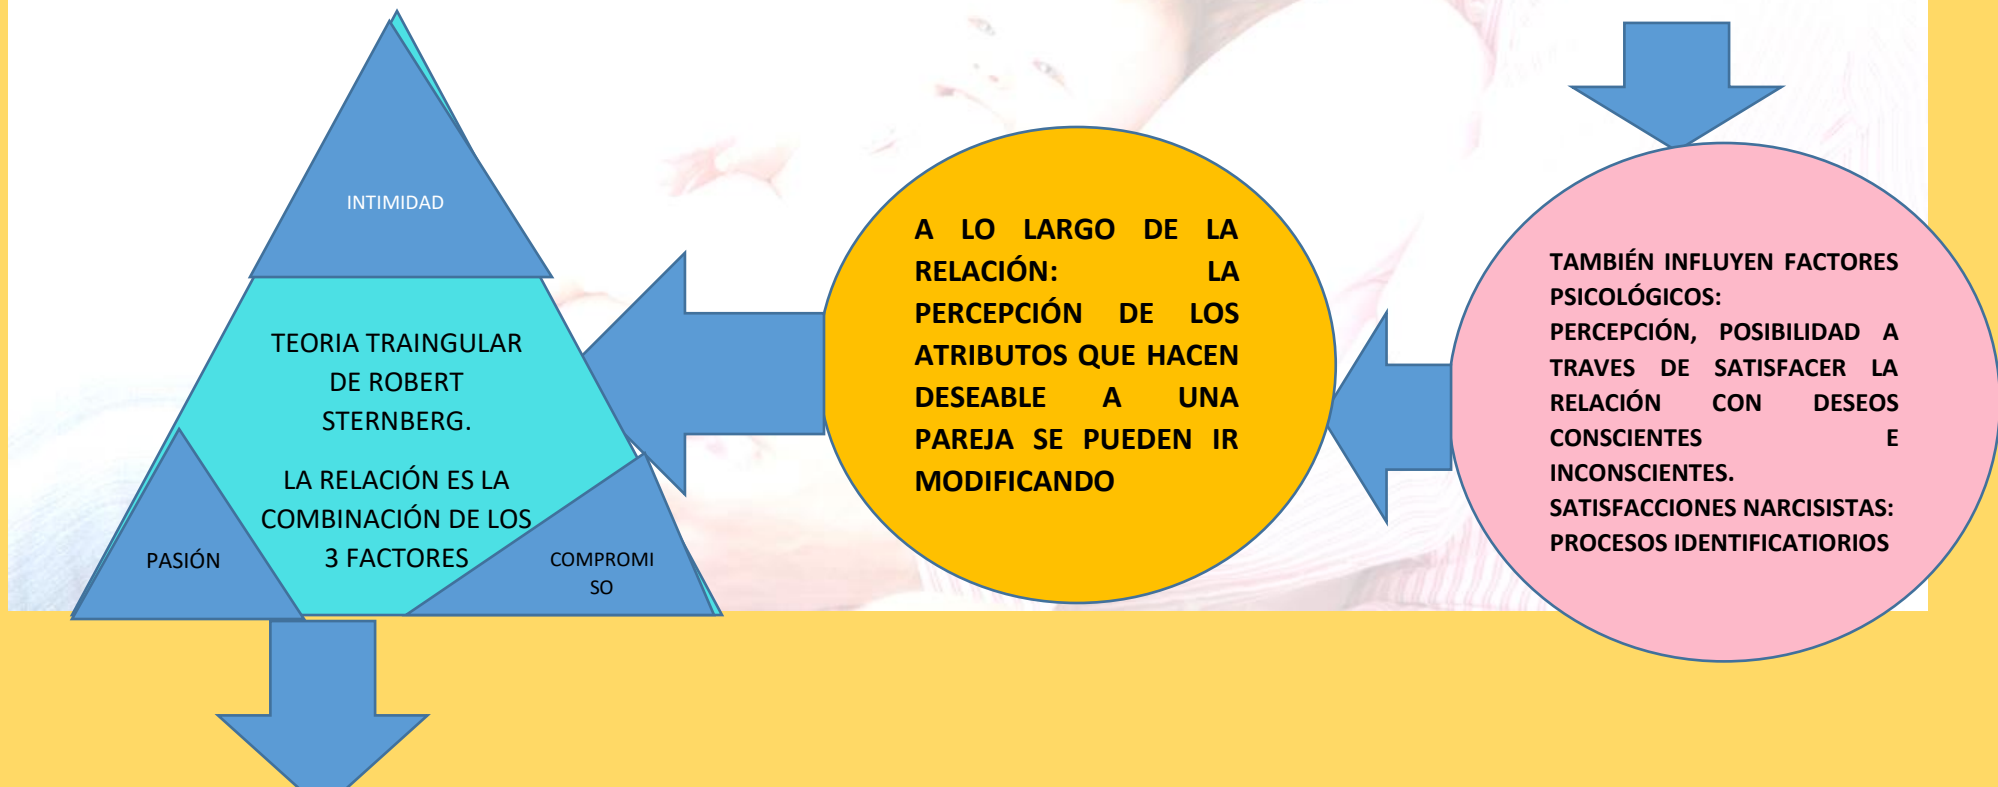 INTIMIDAD
TEORIA TRAINGULAR
DE ROBERT
STERNBERG.
LA RELACIÓN ES LA
COMBINACIÓN DE LOS
3 FACTORES
PASIÓN
COMPROMI
SO
A LO LARGO DE LA
RELACIÓN: LA
PERCEPCIÓN DE LOS
ATRIBUTOS QUE HACEN
DESEABLE A UNA
PAREJA SE PUEDEN IR
MODIFICANDO
TAMBIÉN INFLUYEN FACTORES
PSICOLÓGICOS:
PERCEPCIÓN, POSIBILIDAD A
TRAVES DE SATISFACER LA
RELACIÓN CON DESEOS
CONSCIENTES E
INCONSCIENTES.
SATISFACCIONES NARCISISTAS:
PROCESOS IDENTIFICATIORIOS